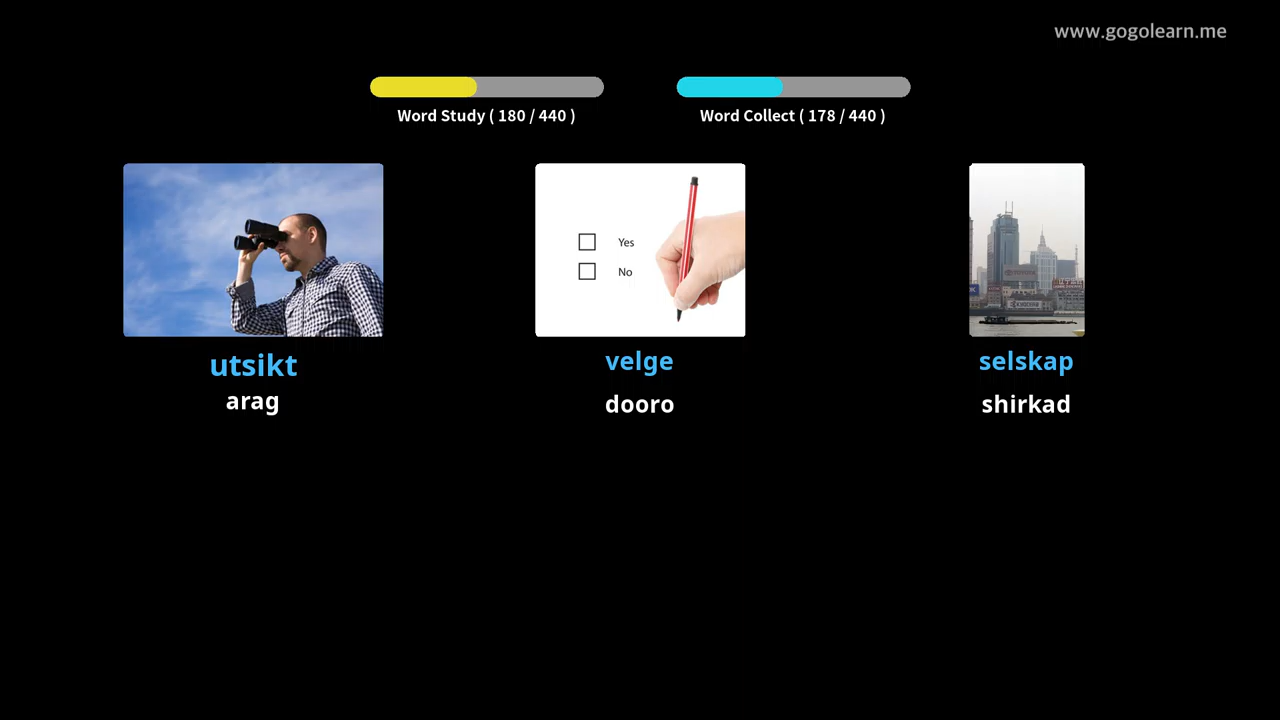 www.gogolearn.me
Word Study ( 180 / 440 )
Word Collect ( 178 / 440 )
Yes
No
TOYOTA
utsikt
velge
selskap
arag
dooro
shirkad